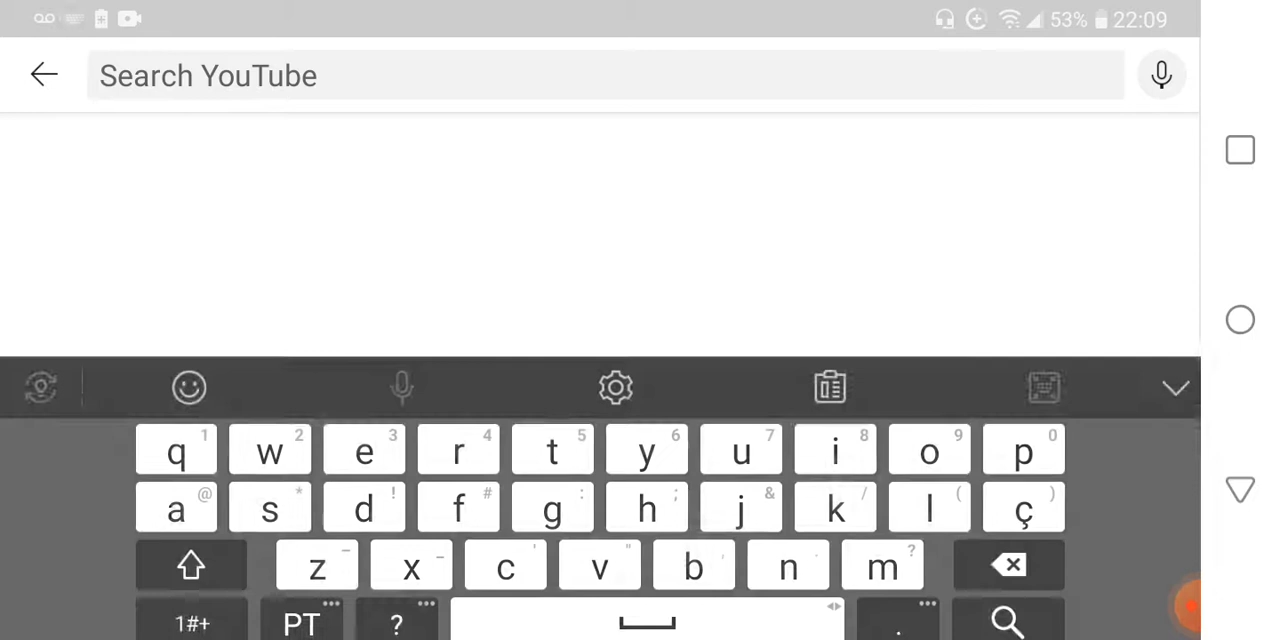 53% 22:09
Search YouTube
q 1 w 2 e 3 r 4 t 5 y 6 u 7 i 8 o 9 p 0
a @ s * d ! f # g : h ; j & k / l ( ç )
z – x _ c ' v " b , n . m ?
1#+ PT ••• ? ••• . •••